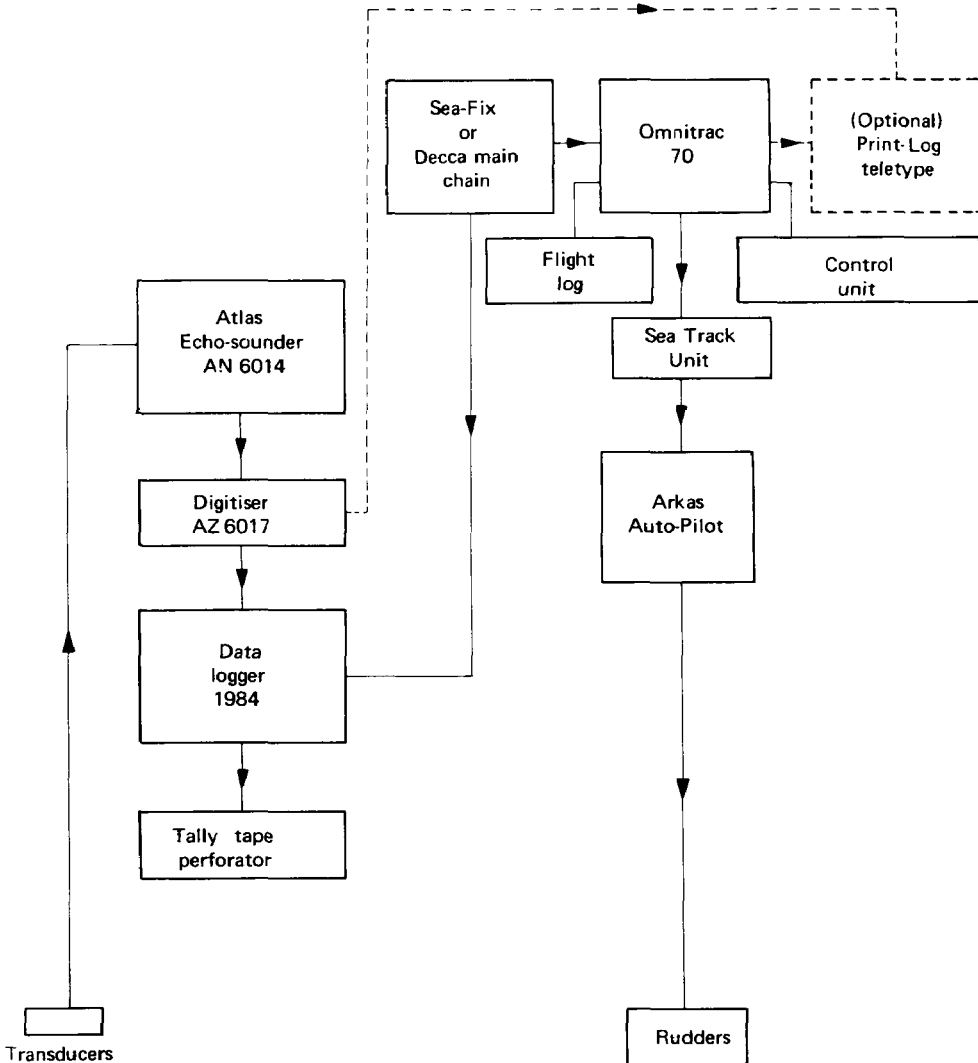 Sea-Fix
or
Decca main
chain
Omnitrac
70
(Optional)
Print-Log
teletype
Flight
log
Control
unit
Atlas
Echo-sounder
AN 6014
Sea Track
Unit
Digitiser
AZ 6017
Arkas
Auto-Pilot
Data
logger
1984
Tally tape
perforator
Transducers
Rudders